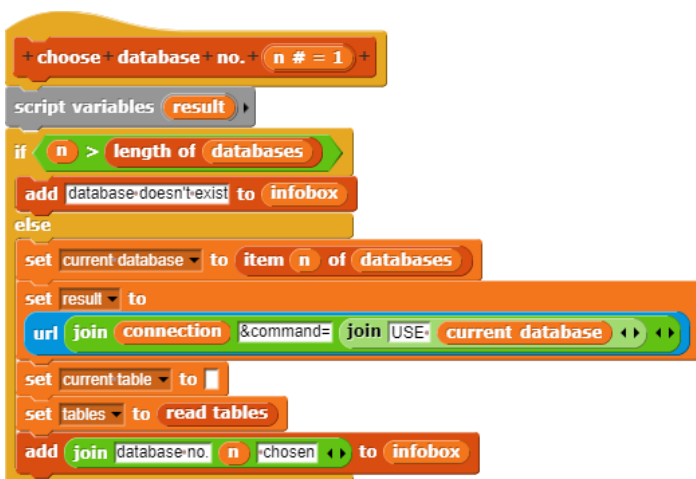 + choose + database + no. + n # = 1 +
script variables result
if n > length of databases
add database doesn't exist to infobox
else
set current database to item n of databases
set result to
url join connection &command= join USE current database
set current table to
set tables to read tables
add join database no. n chosen to infobox